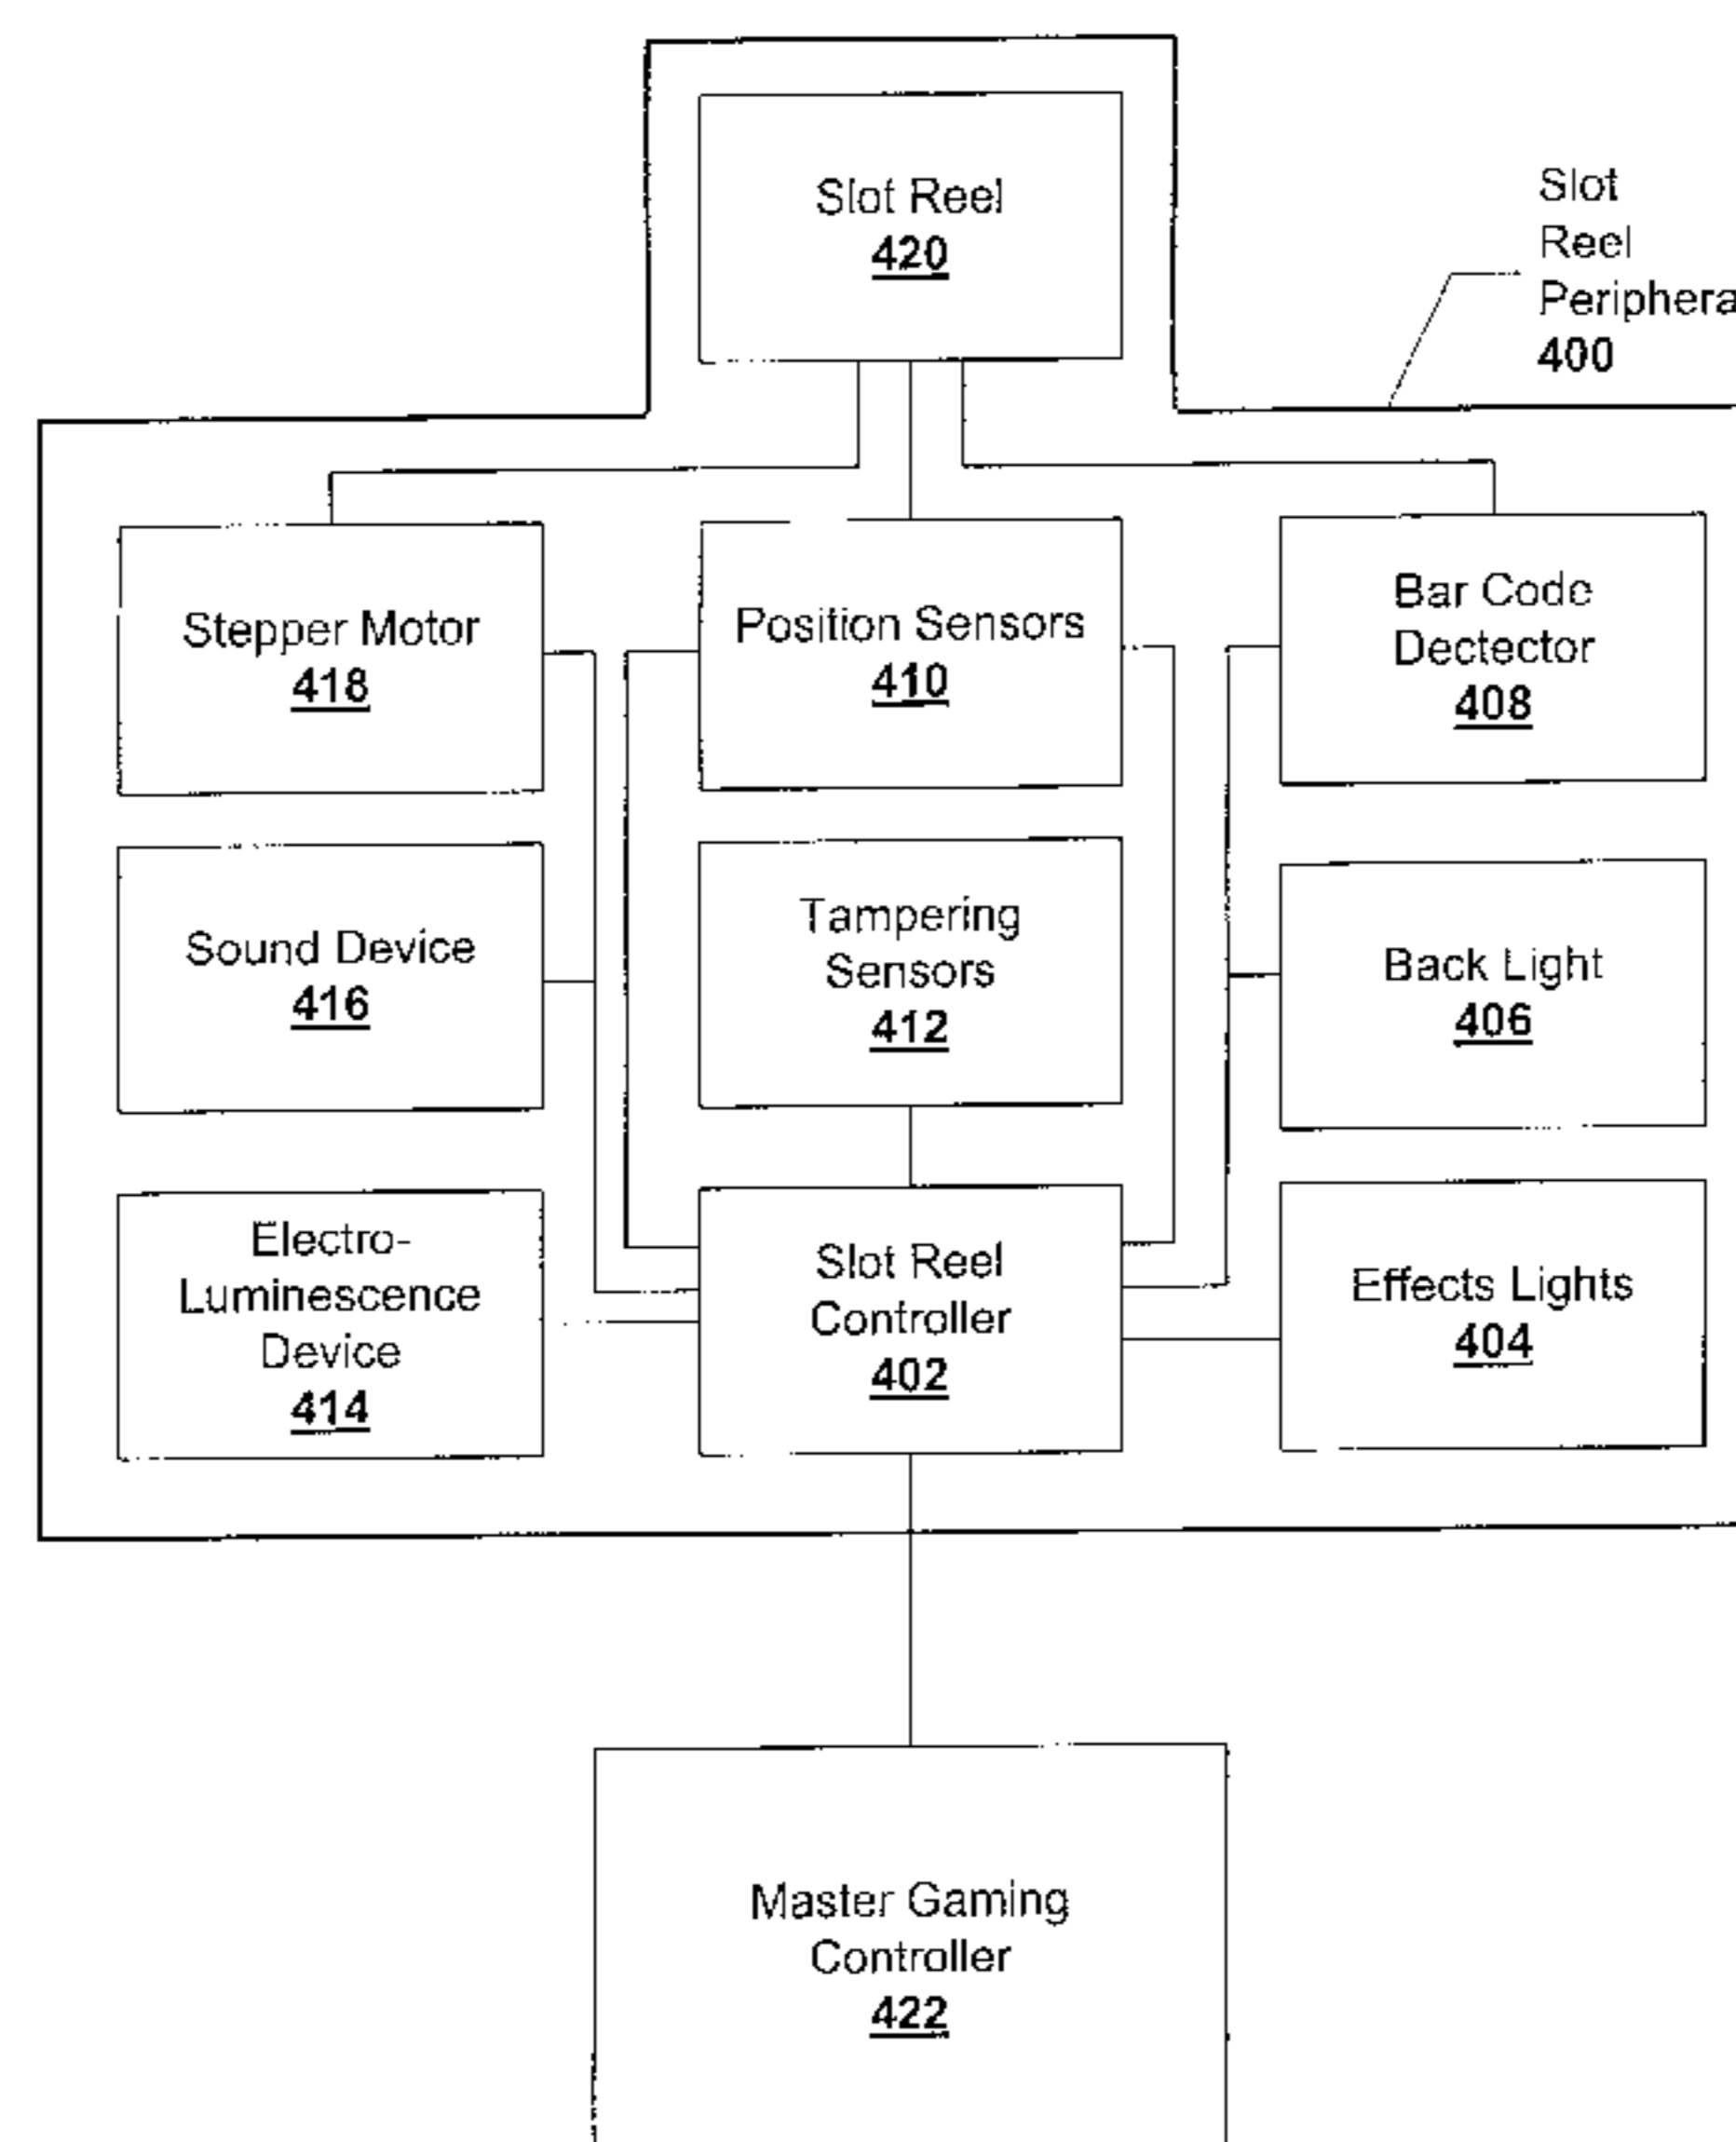 Slot Reel
420
Slot
Reel
Periphera
400
Stepper Motor
418
Position Sensors
410
Bar Code
Dectector
408
Sound Device
416
Tampering
Sensors
412
Back Light
406
Electro-
Luminescence
Device
414
Slot Reel
Controller
402
Effects Lights
404
Master Gaming
Controller
422